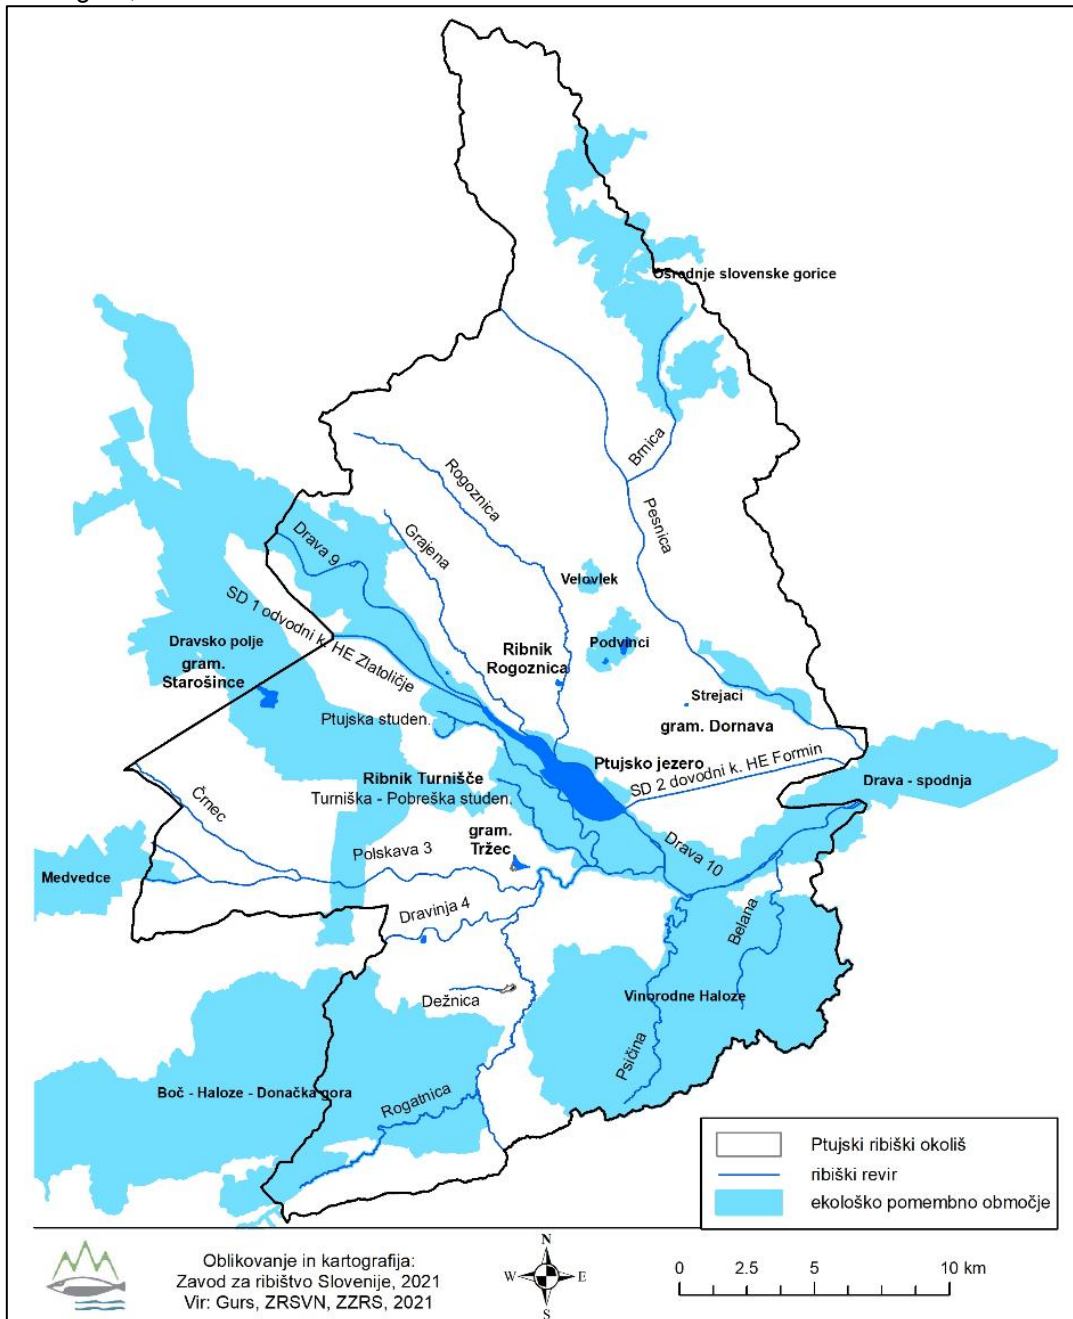 Osrednje slovenske gorice
Brnica
Rogoznica
Pesnica
Grajena
Drava 9
Velovlek
SD 1 odvodni k. HE Zlatoličje
Dravsko polje
gram.
Starošince
Ribnik
Rogoznica
Podvinci
Strejaci
gram. Dornava
Ptujska studen.
Ptujsko jezero
SD 2 dovodni k. HE Formin
Drava - spodnja
Ribnik Turnišče
Turniška - Pobreška studen.
Črnec
gram.
Tržec
Polskava 3
Drava 10
Medvedce
Dravinja 4
Belana
Dežnica
Vinorodne Haloze
Psičina
Boč - Haloze - Donačka gora
Rogatnica
Ptujski ribiški okoliš
ribiški revir
ekološko pomembno območje
Oblikovanje in kartografija:
Zavod za ribištvo Slovenije, 2021
Vir: Gurs, ZRSVN, ZZRS, 2021
N
W
E
S
0 2.5 5 10 km